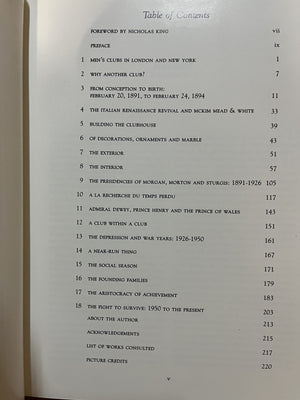 Table of Contents
FOREWORD BY NICHOLAS KING vii
PREFACE ix
1 MEN'S CLUBS IN LONDON AND NEW YORK 1
2 WHY ANOTHER CLUB? 7
3 FROM CONCEPTION TO BIRTH:
FEBRUARY 20, 1891, TO FEBRUARY 24, 1894 11
4 THE ITALIAN RENAISSANCE REVIVAL AND MCKIM MEAD & WHITE 33
5 BUILDING THE CLUBHOUSE 39
6 OF DECORATIONS, ORNAMENTS AND MARBLE 43
7 THE EXTERIOR 51
8 THE INTERIOR 57
9 THE PRESIDENCIES OF MORGAN, MORTON AND STURGIS: 1891-1926 105
10 A LA RECHERCHE DU TEMPS PERDU 117
11 ADMIRAL DEWEY, PRINCE HENRY AND THE PRINCE OF WALES 143
12 A CLUB WITHIN A CLUB 151
13 THE DEPRESSION AND WAR YEARS: 1926-1950 161
14 A NEAR-RUN THING 167
15 THE SOCIAL SEASON 171
16 THE FOUNDING FAMILIES 179
17 THE ARISTOCRACY OF ACHIEVEMENT 183
18 THE FIGHT TO SURVIVE: 1950 TO THE PRESENT 203
ABOUT THE AUTHOR 213
ACKNOWLEDGEMENTS 215
LIST OF WORKS CONSULTED 217
PICTURE CREDITS 220
v